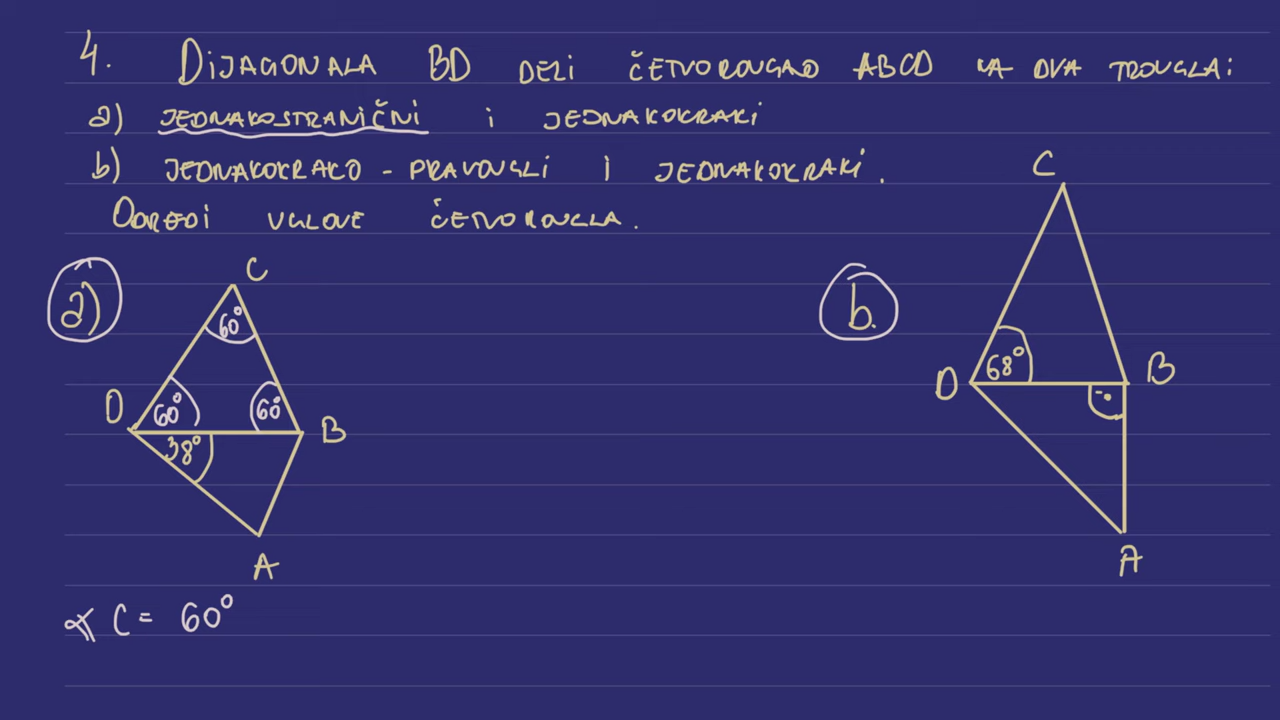 4. DIJAGONALA BD DELI ČETVOROUGAO ABCD NA DVA TROUGLA:
a) JEDNAKOSTRANIČNI i JEDNAKOKRAKI
b) JEDNAKOKRAKO - PRAVOUGLI I JEDNAKOKRAKI.
ODREDI UGLOVE ČETVOROUGLA.
a)
C
60°
D 60° 60° B
38°
A
∢ C = 60°
b.
C
D 68° B
A